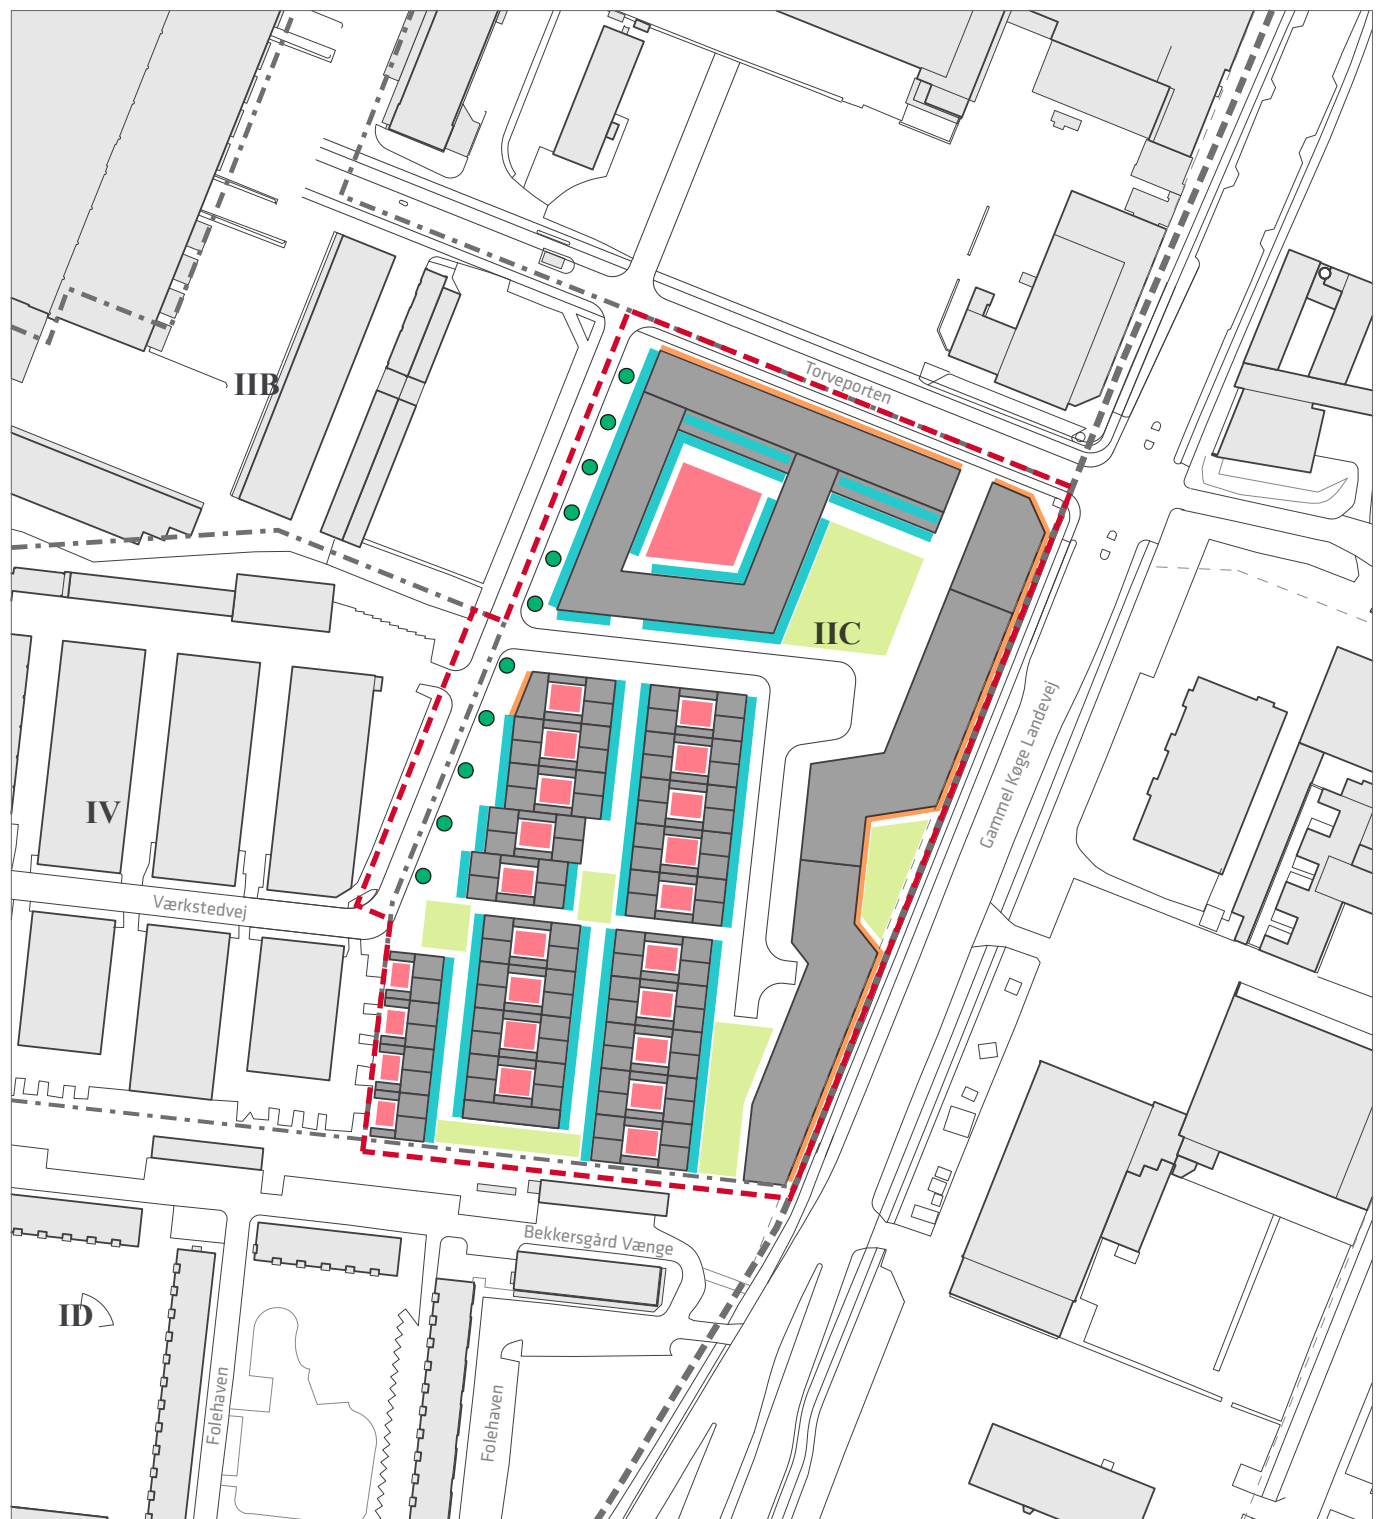 Torveporten
IIB
IIC
Gammel Køge Landevej
IV
Værkstedvej
Bekkersgård Vænge
ID
Folehaven
Folehaven